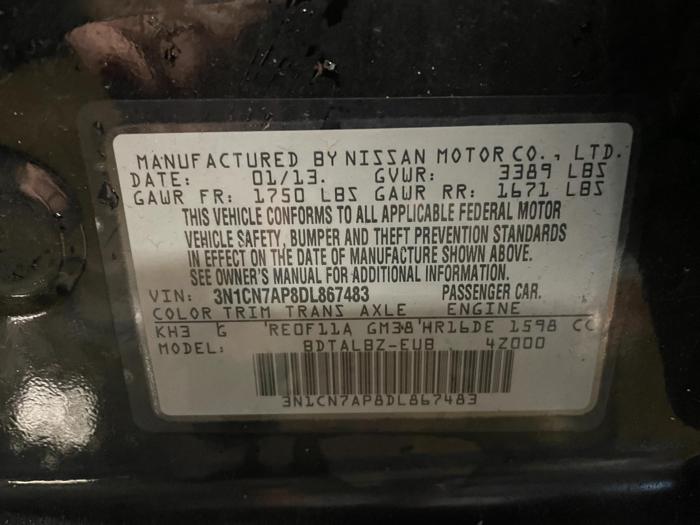 MANUFACTURED BY NISSAN MOTOR CO., LTD.
DATE: 01/13. GVWR: 3389 LBS
GAWR FR: 1750 LBS GAWR RR: 1671 LBS
THIS VEHICLE CONFORMS TO ALL APPLICABLE FEDERAL MOTOR
VEHICLE SAFETY, BUMPER AND THEFT PREVENTION STANDARDS
IN EFFECT ON THE DATE OF MANUFACTURE SHOWN ABOVE.
SEE OWNER'S MANUAL FOR ADDITIONAL INFORMATION.
VIN: 3N1CN7AP8DL867483 PASSENGER CAR.
COLOR TRIM TRANS AXLE ENGINE
KH3 G RE0F11A GM38 HR16DE 1598 CC
MODEL: BDTALBZ-EUB 4Z000
3N1CN7AP8DL867483